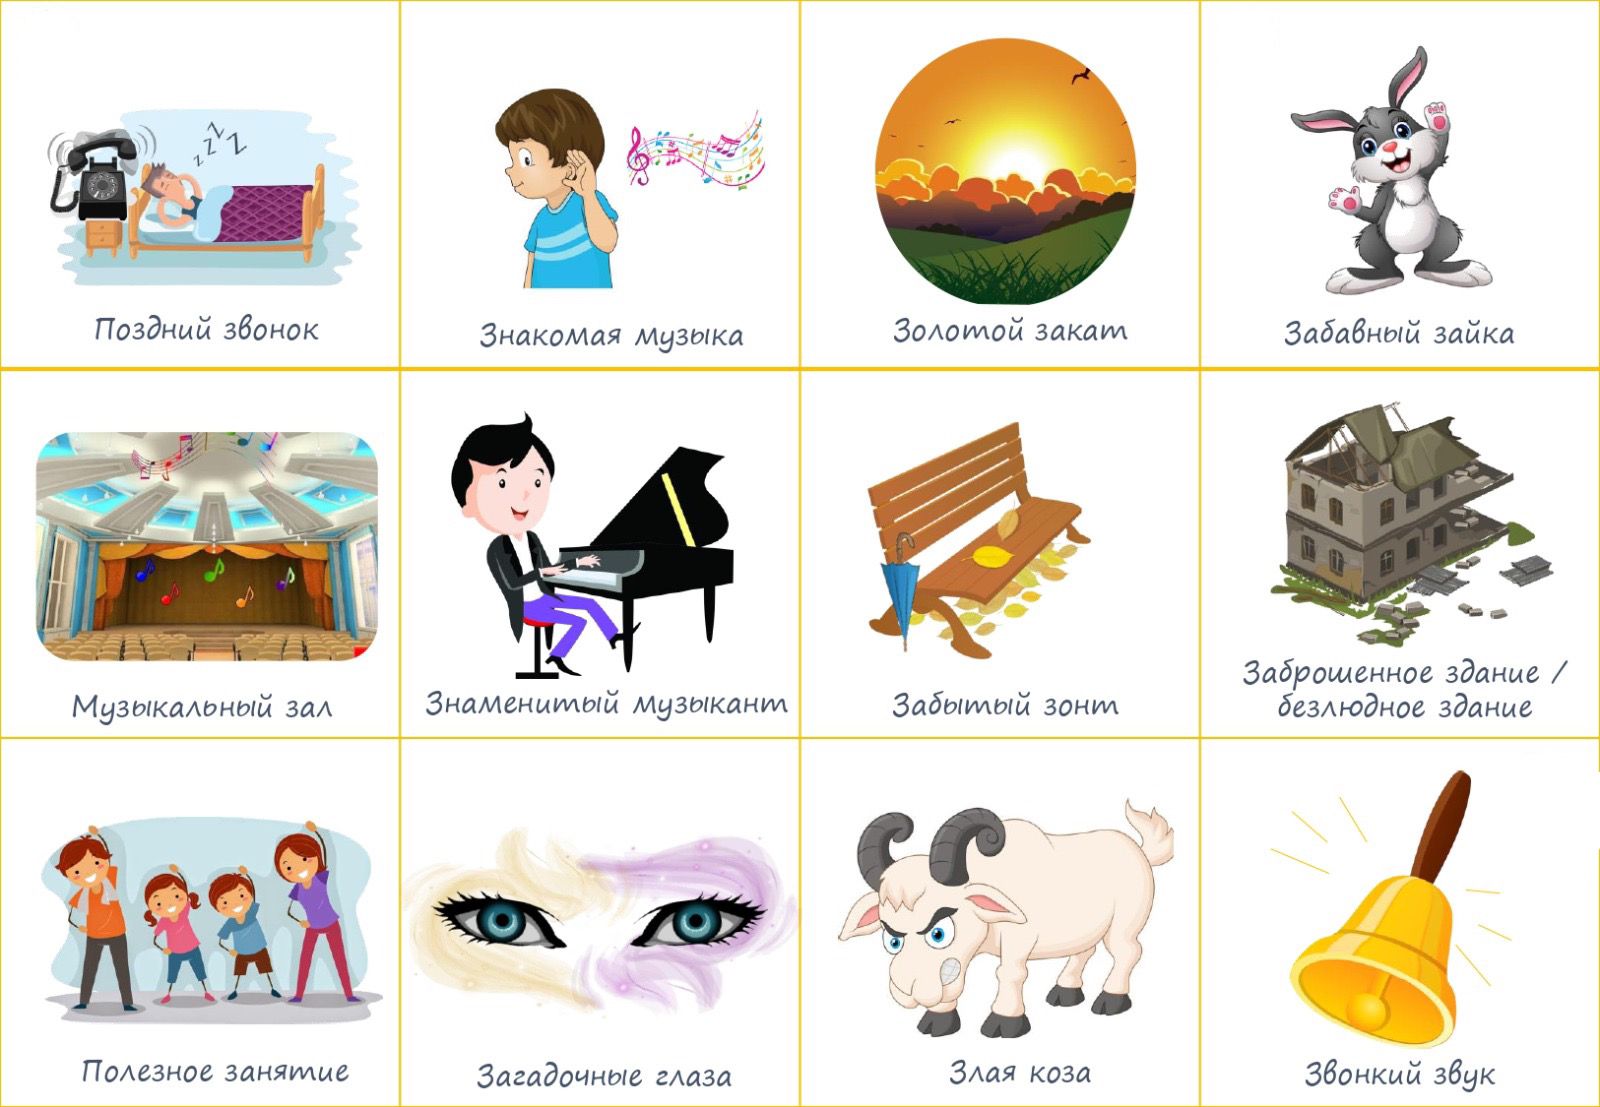 Поздний звонок
Знакомая музыка
Золотой закат
Забавный зайка
Музыкальный зал
Знаменитый музыкант
Забытый зонт
Заброшенное здание /
безлюдное здание
Полезное занятие
Загадочные глаза
Злая коза
Звонкий звук